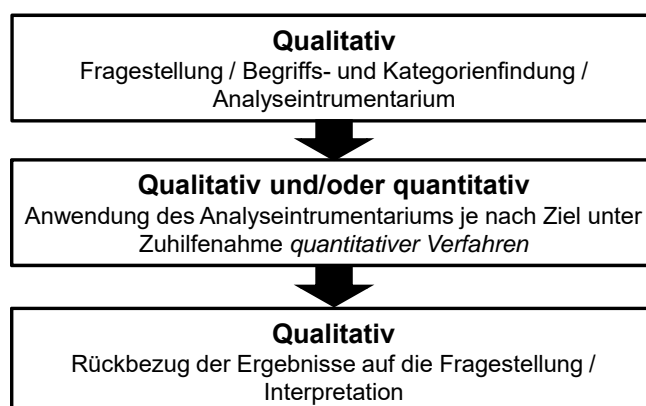 Qualitativ
Fragestellung / Begriffs- und Kategorienfindung /
Analyseintrumentarium
Qualitativ und/oder quantitativ
Anwendung des Analyseintrumentariums je nach Ziel unter
Zuhilfenahme quantitativer Verfahren
Qualitativ
Rückbezug der Ergebnisse auf die Fragestellung /
Interpretation